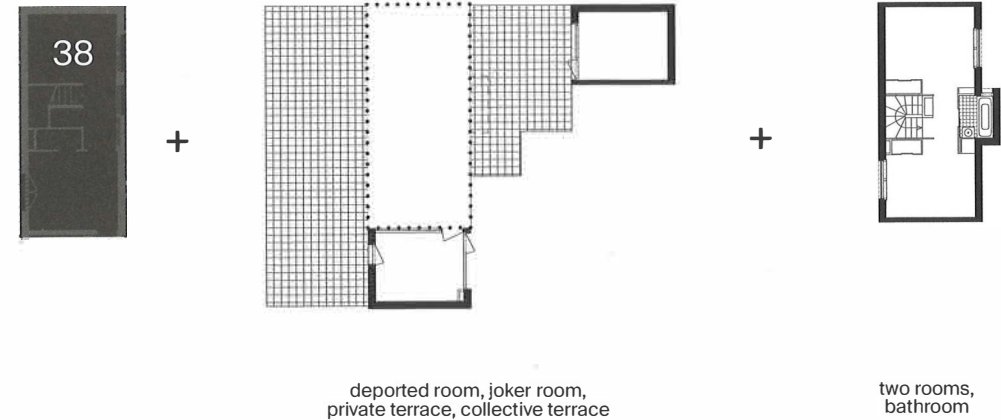 38
+
+
deported room, joker room,
private terrace, collective terrace
two rooms,
bathroom